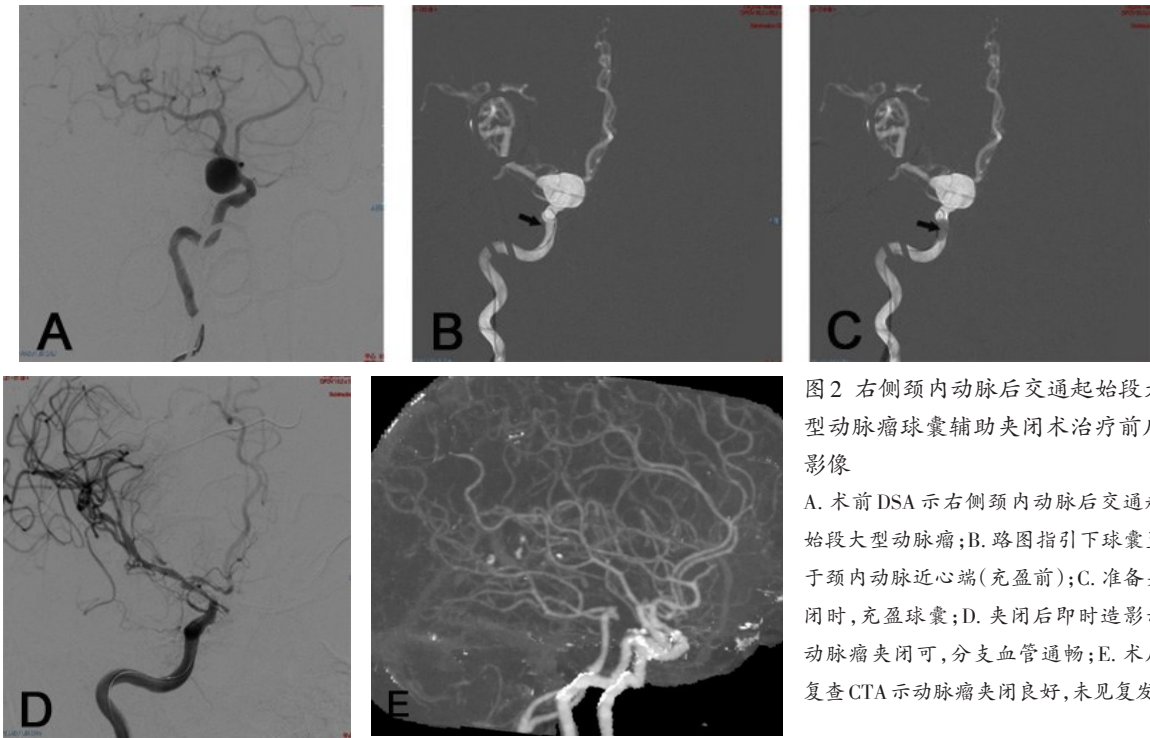 A
B
C
D
E
图2 右侧颈内动脉后交通起始段
型动脉瘤球囊辅助夹闭术治疗前
影像
A. 术前DSA示右侧颈内动脉后交通
始段大型动脉瘤;B. 路图指引下球囊
于颈内动脉近心端(充盈前);C. 准备
闭时,充盈球囊;D. 夹闭后即时造影
动脉瘤夹闭可,分支血管通畅;E. 术
复查CTA示动脉瘤夹闭良好,未见复发